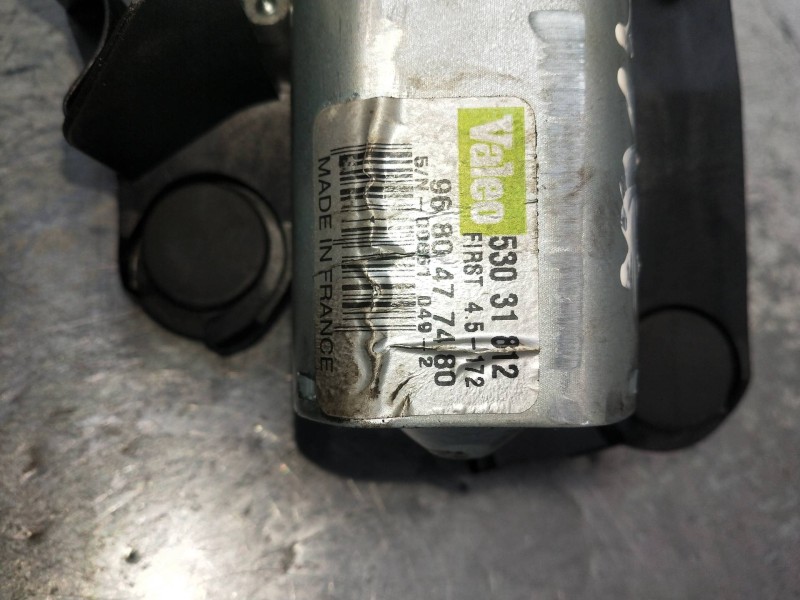 Valeo
530 31 812
FIRST 4.5-172
96 80 47 74 80
MADE IN FRANCE